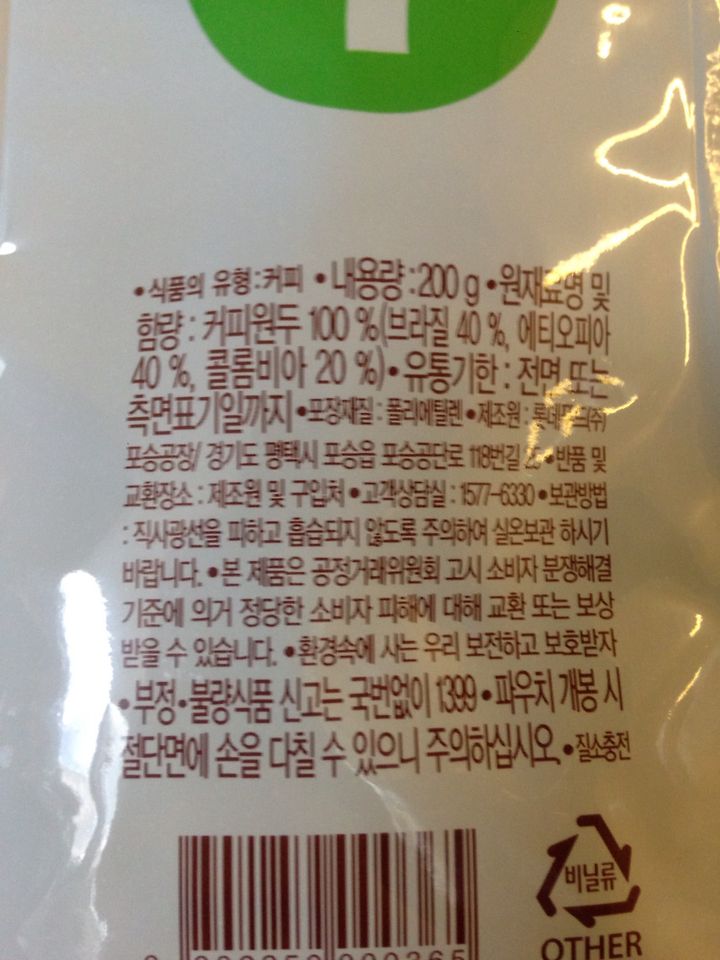 •식품의 유형:커피 •내용량:200 g •원재료명 및
함량 : 커피원두 100 %(브라질 40 %, 에티오피아
40 %, 콜롬비아 20 %)•유통기한 : 전면 또는
측면표기일까지 •포장재질 : 폴리에틸렌 •제조원 : 롯데푸드(주)
포승공장/ 경기도 평택시 포승읍 포승공단로 118번길 •반품 및
교환장소 : 제조원 및 구입처 •고객상담실 : 1577-6330 •보관방법
: 직사광선을 피하고 흡습되지 않도록 주의하여 실온보관 하시기
바랍니다. •본 제품은 공정거래위원회 고시 소비자 분쟁해결
기준에 의거 정당한 소비자 피해에 대해 교환 또는 보상
받을 수 있습니다. •환경속에 사는 우리 보전하고 보호받자
•부정•불량식품 신고는 국번없이 1399 •파우치 개봉 시
절단면에 손을 다칠 수 있으니 주의하십시오. •질소충전
비닐류
OTHER